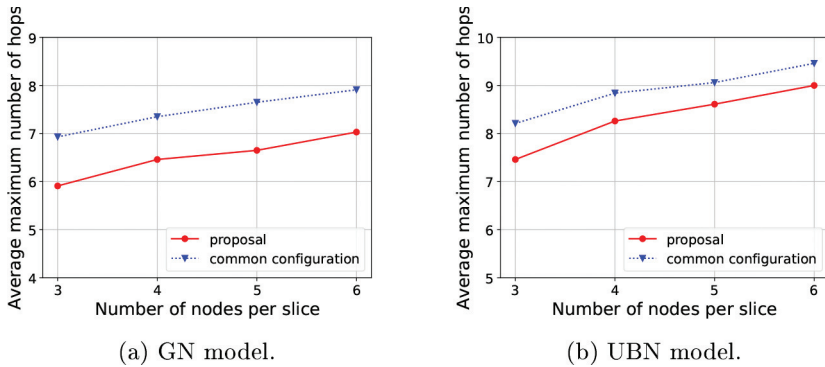 Average maximum number of hops
9
8
7
6
5
4
3
4
5
6
Number of nodes per slice
proposal
common configuration
(a) GN model.
Average maximum number of hops
10
9
8
7
6
5
3
4
5
6
Number of nodes per slice
proposal
common configuration
(b) UBN model.